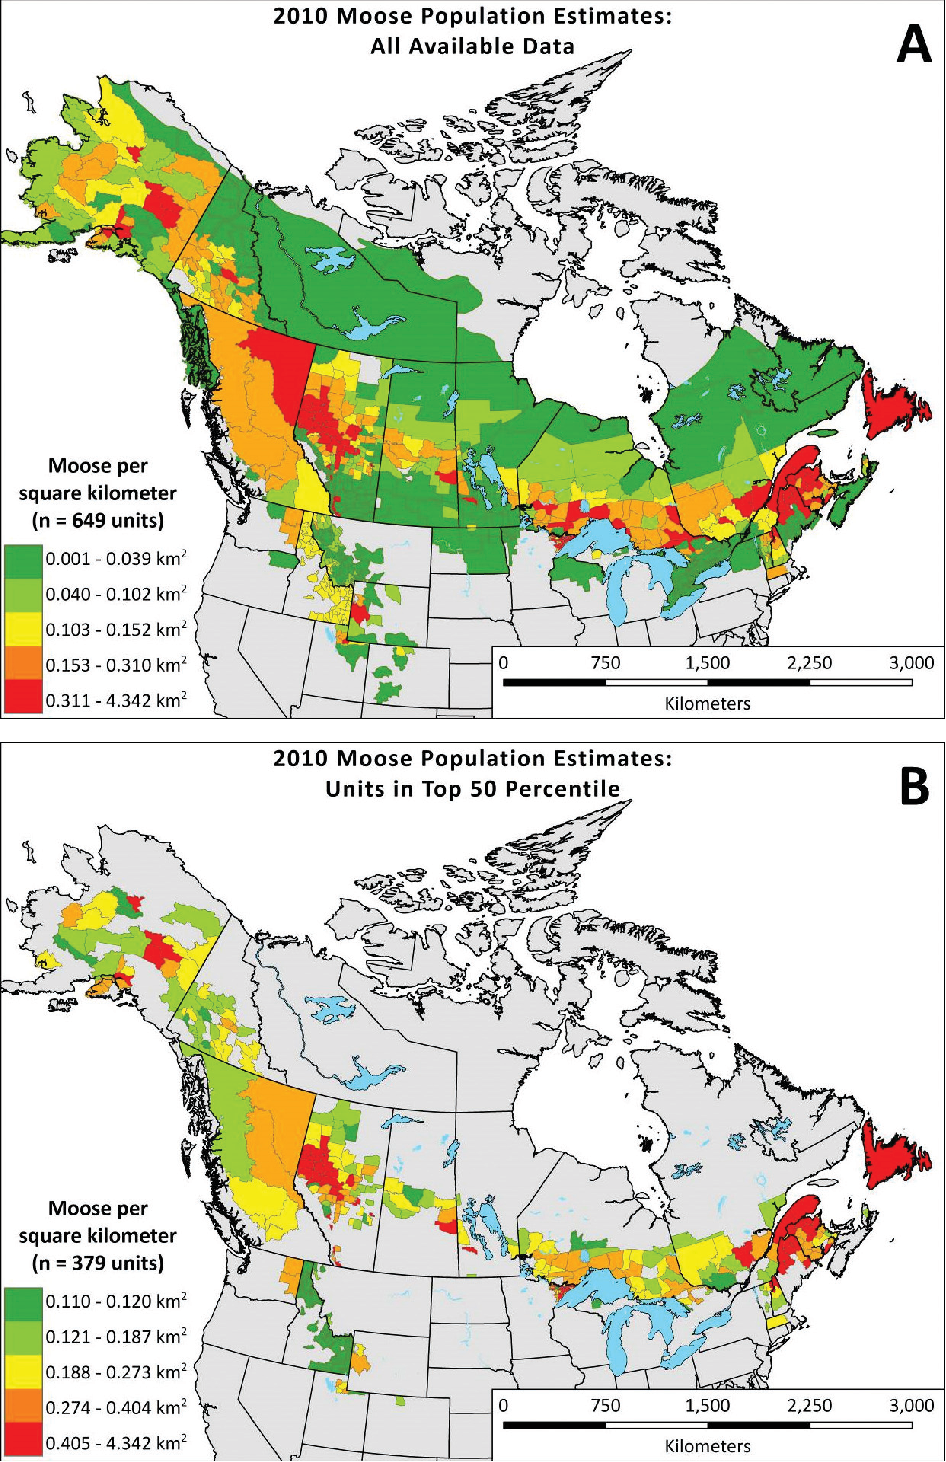 2010 Moose Population Estimates:
All Available Data
A
Moose per
square kilometer
(n = 649 units)
0.001 - 0.039 km²
0.040 - 0.102 km²
0.103 - 0.152 km²
0.153 - 0.310 km²
0.311 - 4.342 km²
0 750 1,500 2,250 3,000
Kilometers
2010 Moose Population Estimates:
Units in Top 50 Percentile
B
Moose per
square kilometer
(n = 379 units)
0.110 - 0.120 km²
0.121 - 0.187 km²
0.188 - 0.273 km²
0.274 - 0.404 km²
0.405 - 4.342 km²
0 750 1,500 2,250 3,000
Kilometers